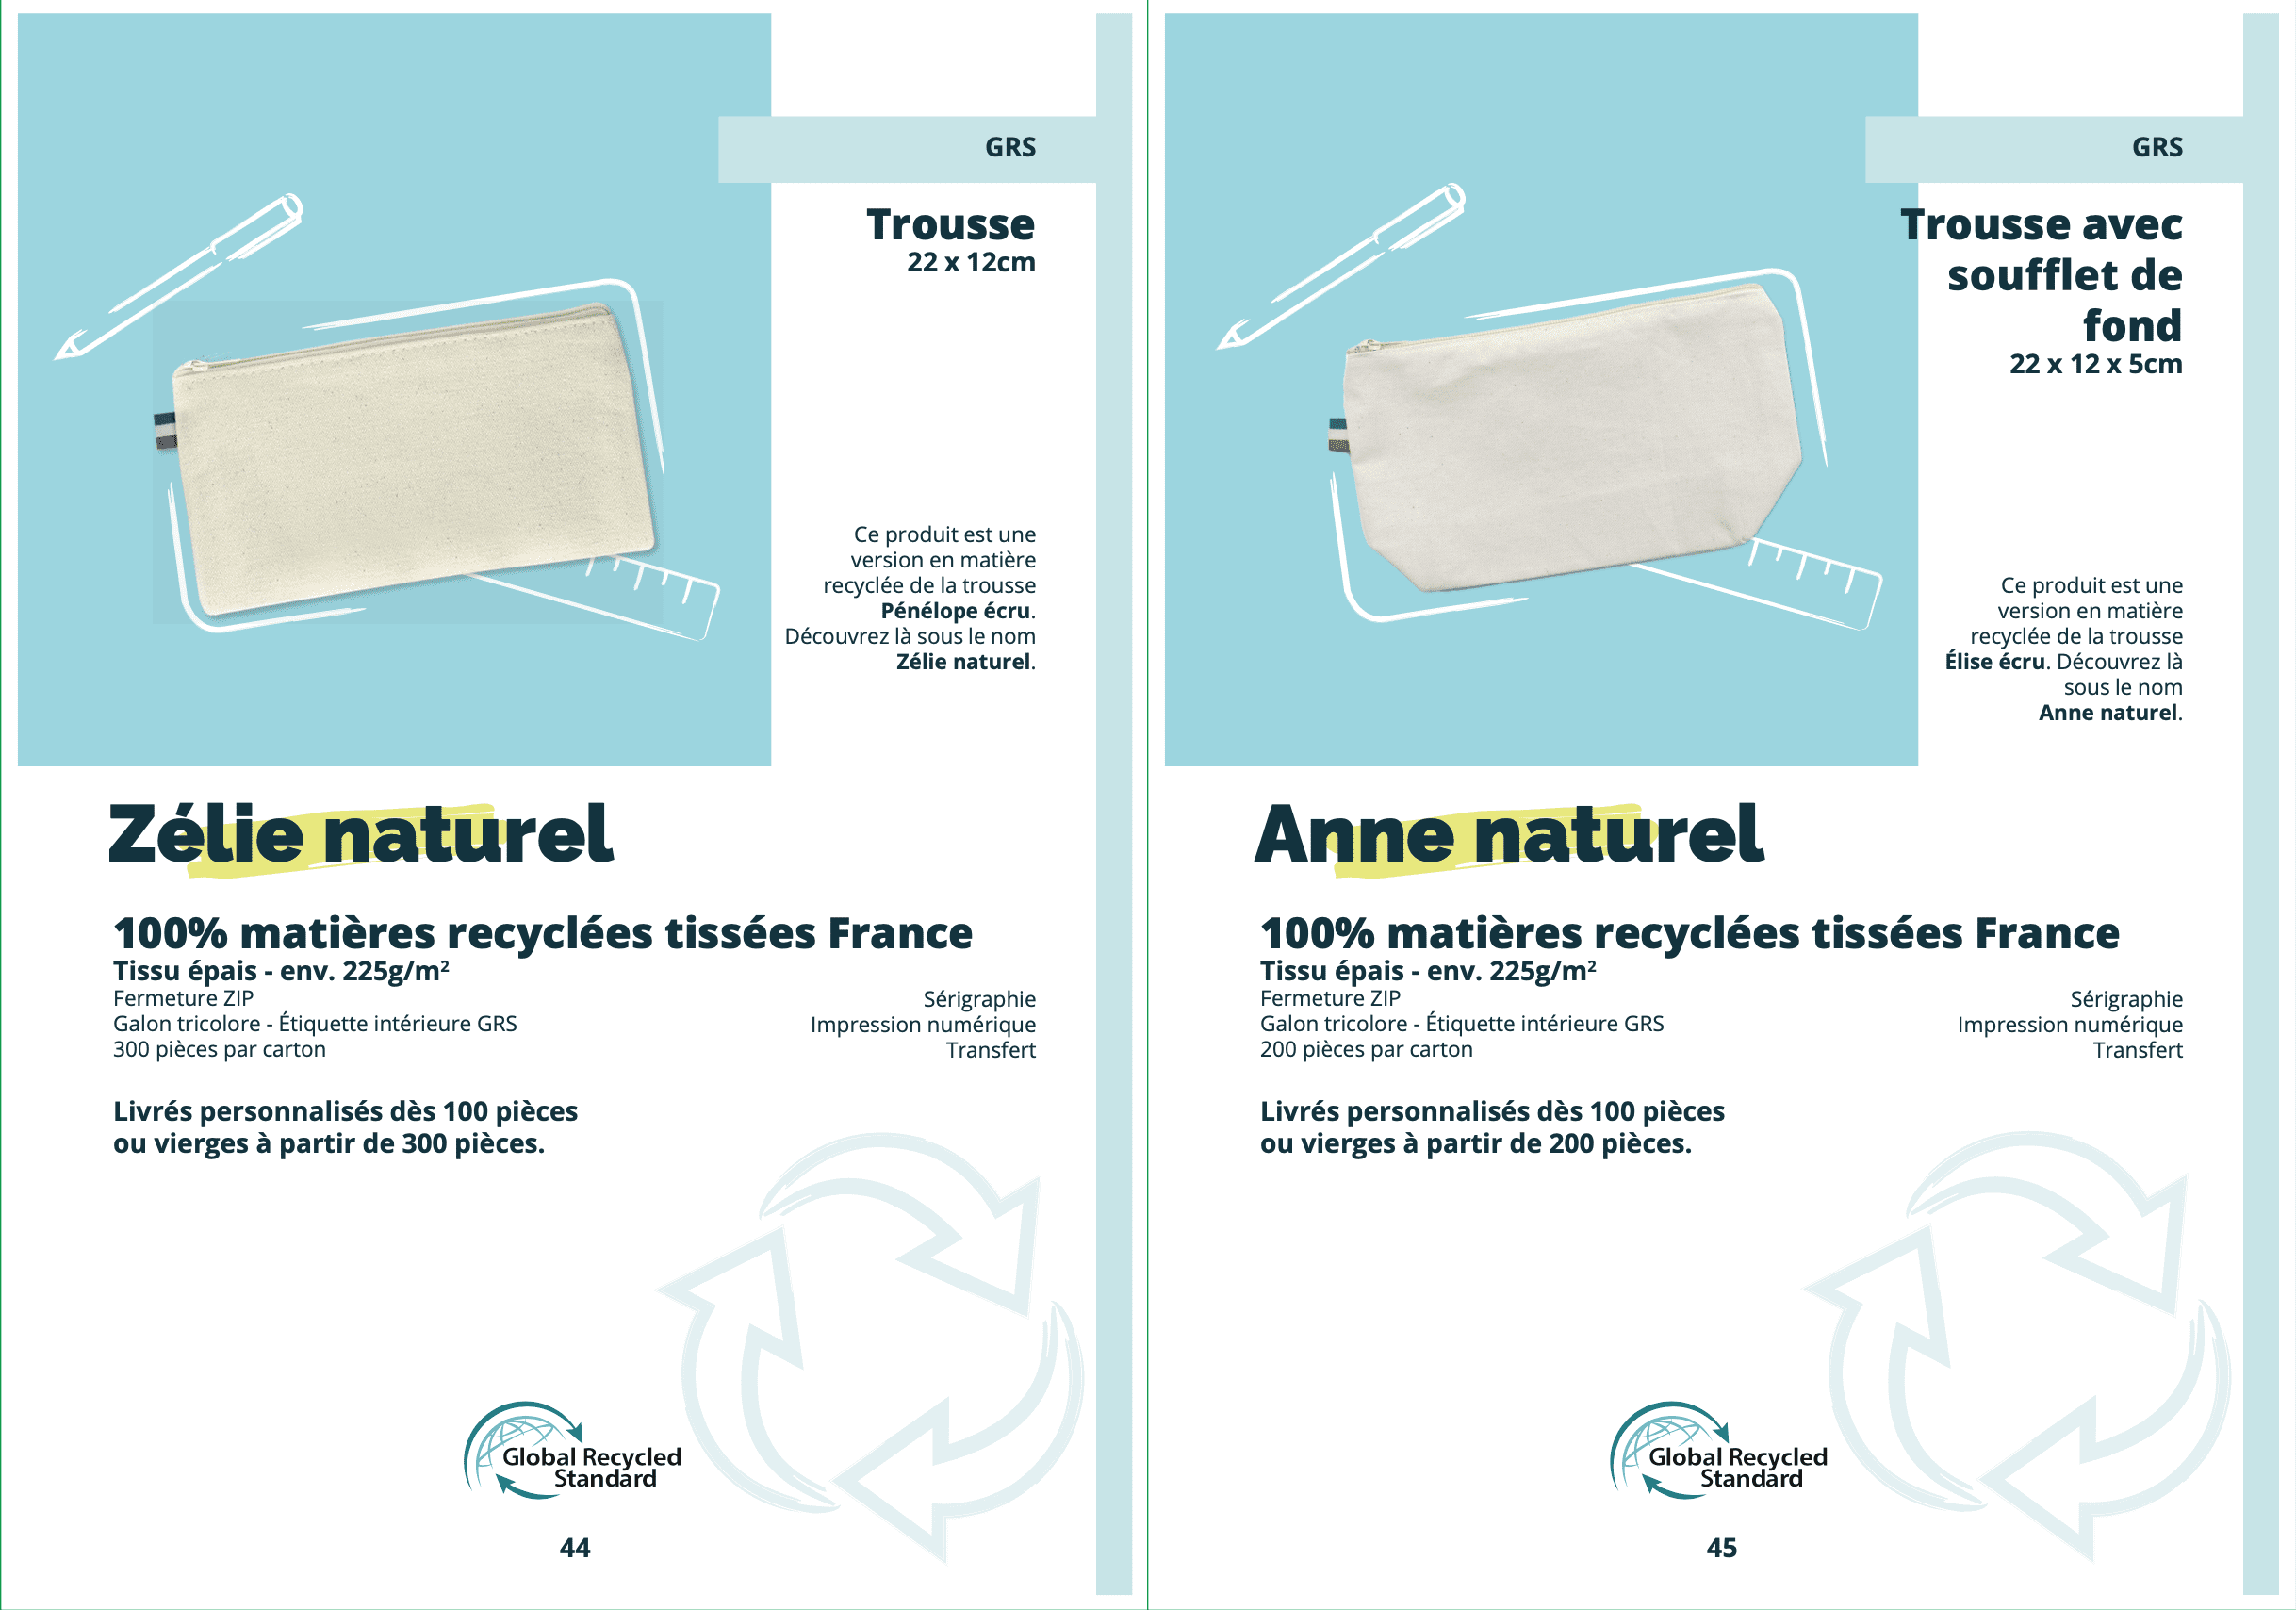 GRS
Trousse
22 x 12cm
Ce produit est une
version en matière
recyclée de la trousse
Pénélope écru.
Découvrez là sous le nom
Zélie naturel.
Zélie naturel
100% matières recyclées tissées France
Tissu épais - env. 225g/m²
Fermeture ZIP
Galon tricolore - Étiquette intérieure GRS
300 pièces par carton
Sérigraphie
Impression numérique
Transfert
Livrés personnalisés dès 100 pièces
ou vierges à partir de 300 pièces.
Global Recycled
Standard
44
GRS
Trousse avec
soufflet de
fond
22 x 12 x 5cm
Ce produit est une
version en matière
recyclée de la trousse
Élise écru. Découvrez là
sous le nom
Anne naturel.
Anne naturel
100% matières recyclées tissées France
Tissu épais - env. 225g/m²
Fermeture ZIP
Galon tricolore - Étiquette intérieure GRS
200 pièces par carton
Sérigraphie
Impression numérique
Transfert
Livrés personnalisés dès 100 pièces
ou vierges à partir de 200 pièces.
Global Recycled
Standard
45